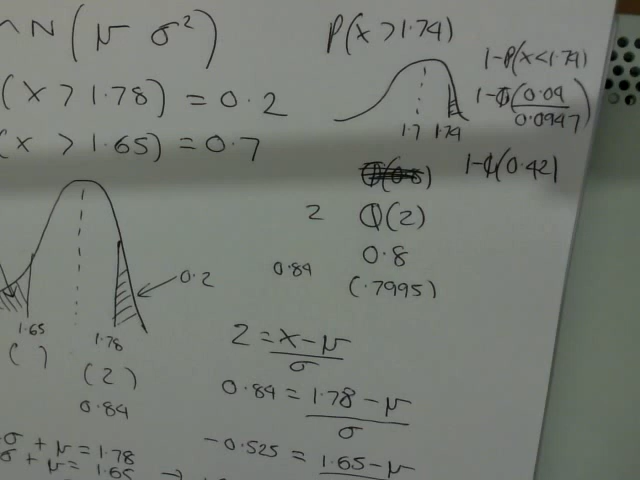 N(μ σ²)
(x > 1.78) = 0.2
(x > 1.65) = 0.7
1.65
( )
1.78
(2)
0.84
0.2
σ + μ = 1.78
σ + μ = 1.65
P(x > 1.74)
1.7 1.74
1-P(x < 1.74)
1-Φ(0.04/0.0947)
1-Φ(0.42)
z Φ(z)
0.84 0.8
(.7995)
z = x-μ/σ
0.84 = 1.78-μ/σ
-0.525 = 1.65-μ